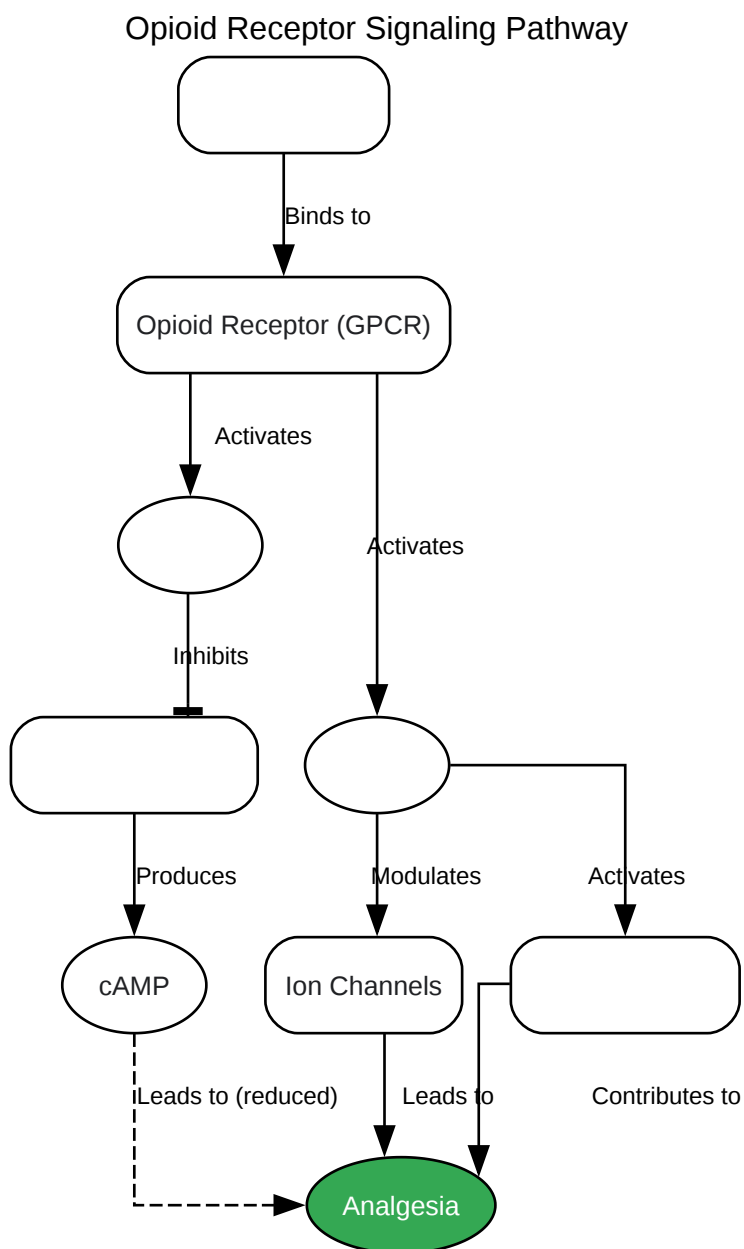 Opioid Receptor Signaling Pathway
Binds to
Opioid Receptor (GPCR)
Activates
Activates
Inhibits
Produces
Modulates
Activates
cAMP
Ion Channels
Leads to (reduced)
Leads to
Contributes to
Analgesia